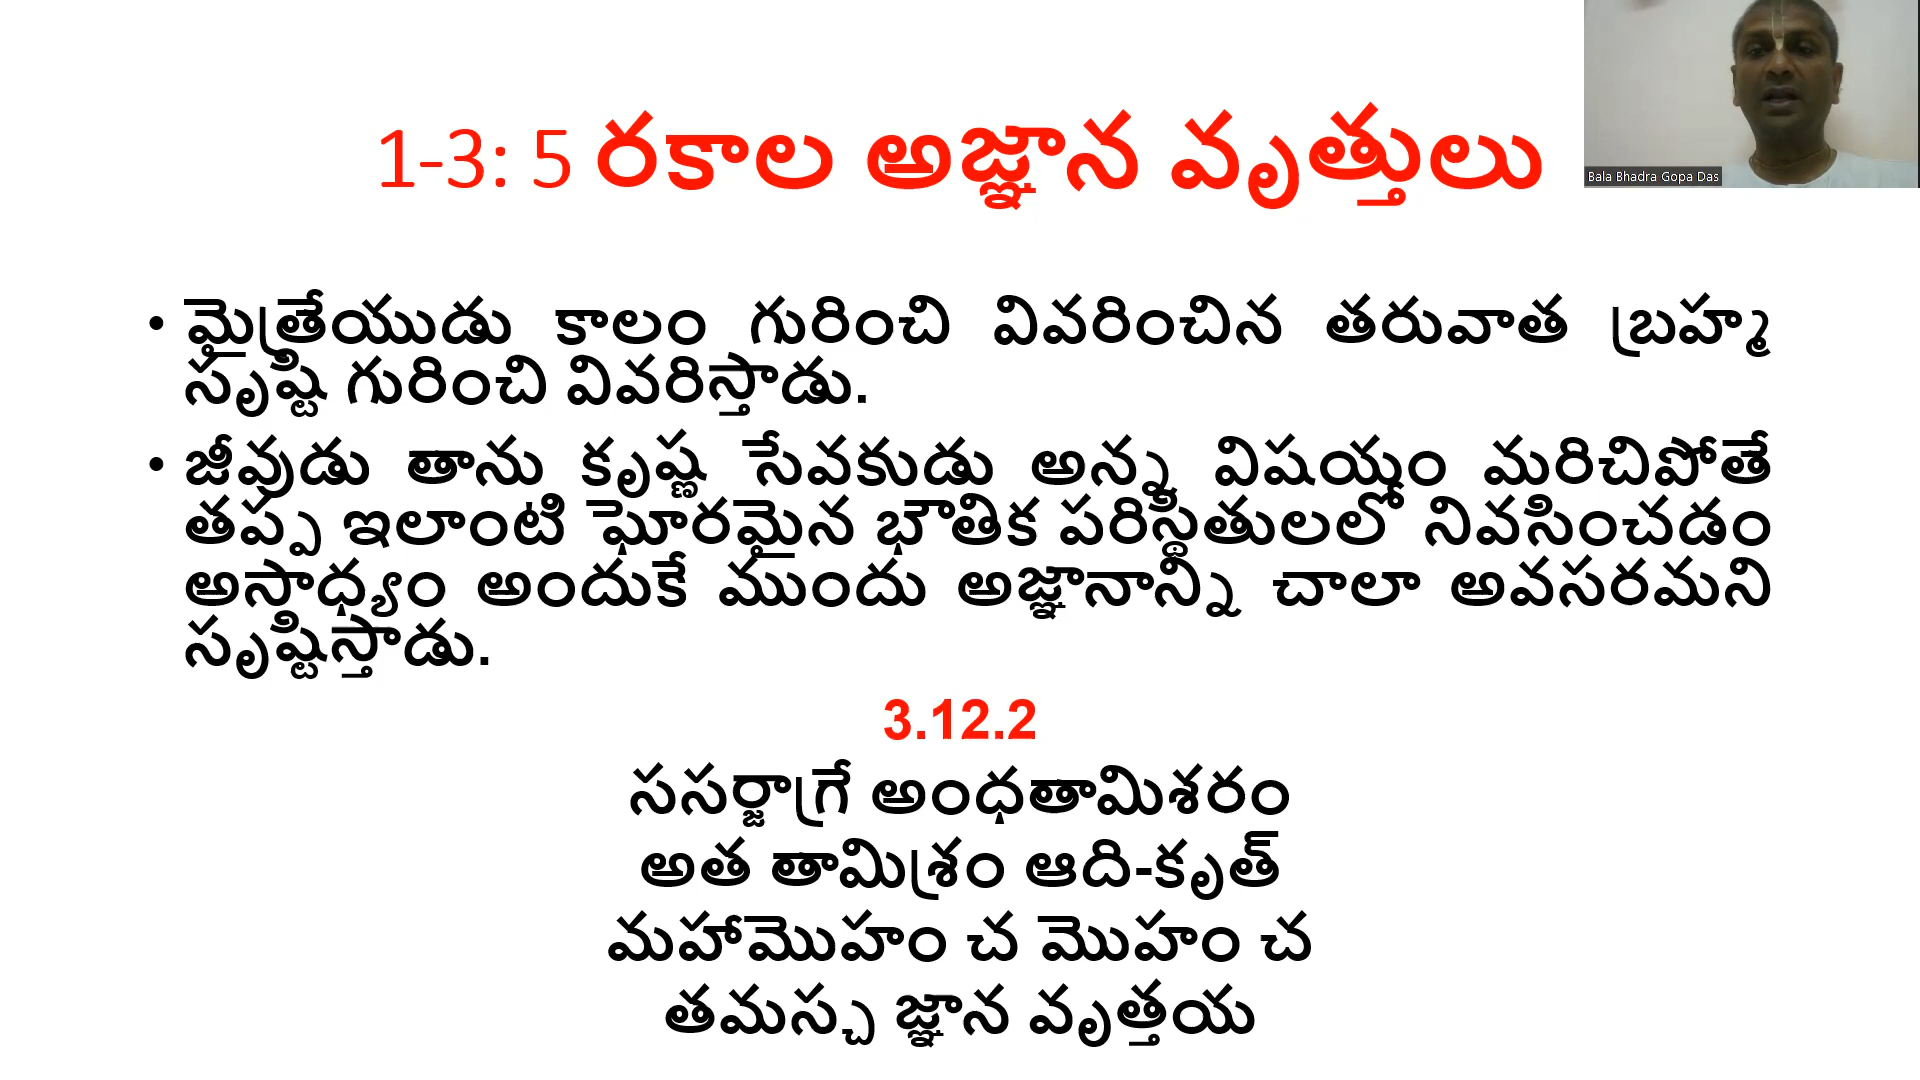 1-3: 5 రకాల అజ్ఞాన వృత్తులు
Bala Bhadra Gopa Das
• మైత్రేయుడు కాలం గురించి వివరించిన తరువాత బ్రహ్మ
సృష్టి గురించి వివరిస్తాడు.
• జీవుడు తాను కృష్ణ సేవకుడు అన్న విషయం మరిచిపోతే
తప్ప ఇలాంటి ఘోరమైన భౌతిక పరిస్థితులలో నివసించడం
అసాధ్యం అందుకే ముందు అజ్ఞానాన్ని చాలా అవసరమని
సృష్టిస్తాడు.
3.12.2
ససర్జాగ్రే అంధతామిశరం
అత తామిశ్రం ఆది-కృత్
మహామొహం చ మొహం చ
తమస్చ జ్ఞాన వృత్తయ